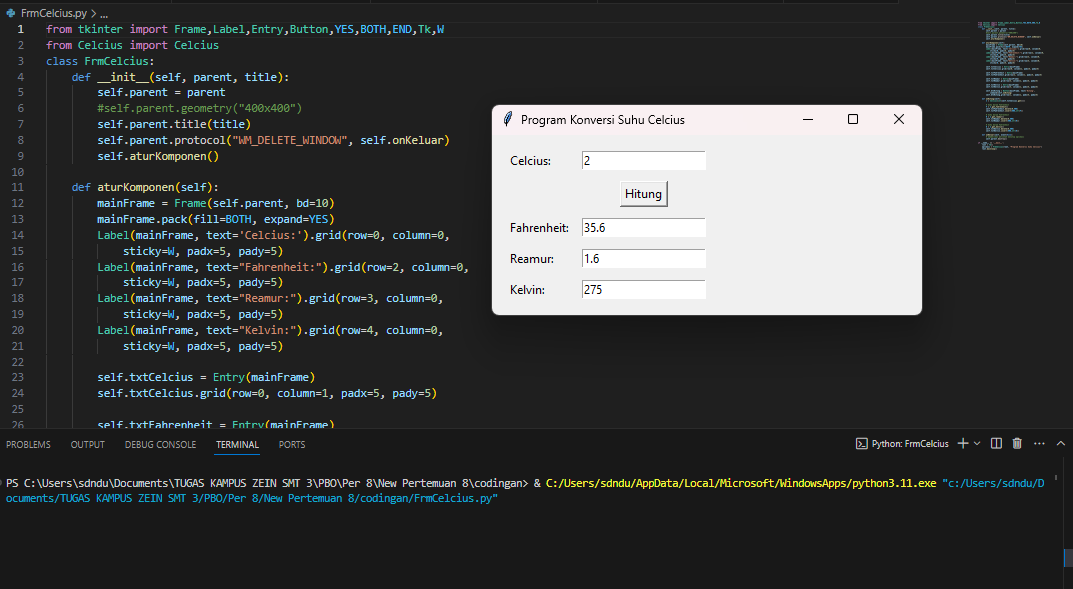 FrmCelcius.py > ...
1 from tkinter import Frame,Label,Entry,Button,YES,BOTH,END,Tk,W
2 from Celcius import Celcius
3 class FrmCelcius:
4 def __init__(self, parent, title):
5 self.parent = parent
6 #self.parent.geometry("400x400")
7 self.parent.title(title)
8 self.parent.protocol("WM_DELETE_WINDOW", self.onKeluar)
9 self.aturKomponen()
10
11 def aturKomponen(self):
12 mainFrame = Frame(self.parent, bd=10)
13 mainFrame.pack(fill=BOTH, expand=YES)
14 Label(mainFrame, text='Celcius:').grid(row=0, column=0,
15 sticky=W, padx=5, pady=5)
16 Label(mainFrame, text="Fahrenheit:").grid(row=2, column=0,
17 sticky=W, padx=5, pady=5)
18 Label(mainFrame, text="Reamur:").grid(row=3, column=0,
19 sticky=W, padx=5, pady=5)
20 Label(mainFrame, text="Kelvin:").grid(row=4, column=0,
21 sticky=W, padx=5, pady=5)
22
23 self.txtCelcius = Entry(mainFrame)
24 self.txtCelcius.grid(row=0, column=1, padx=5, pady=5)
25
26 self.txtFahrenheit = Entry(mainFrame)
Program Konversi Suhu Celcius
Celcius: 2
Hitung
Fahrenheit: 35.6
Reamur: 1.6
Kelvin: 275
PROBLEMS OUTPUT DEBUG CONSOLE TERMINAL PORTS Python: FrmCelcius
PS C:\Users\sdndu\Documents\TUGAS KAMPUS ZEIN SMT 3\PBO\Per 8\New Pertemuan 8\codingan> & C:/Users/sdndu/AppData/Local/Microsoft/WindowsApps/python3.11.exe "c:/Users/sdndu/D
ocuments/TUGAS KAMPUS ZEIN SMT 3/PBO/Per 8/New Pertemuan 8/codingan/FrmCelcius.py"